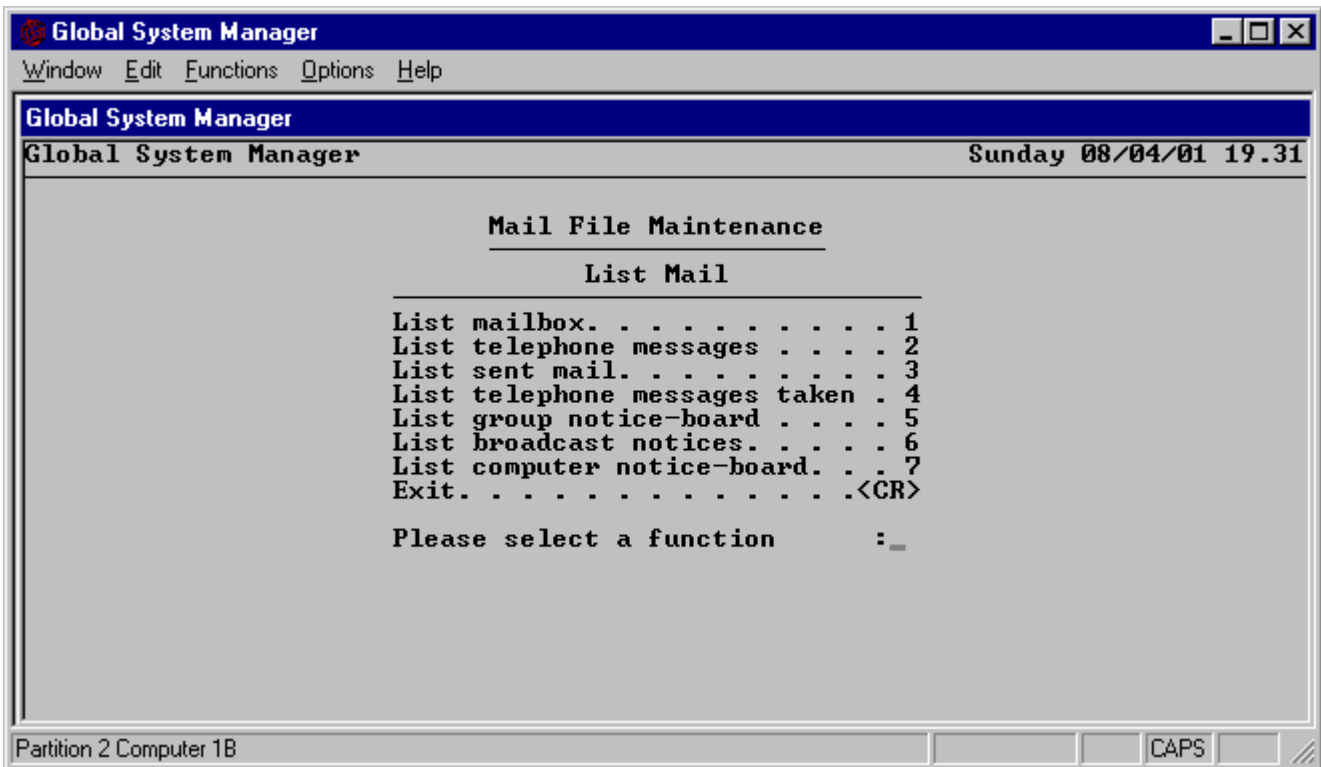 Global System Manager
Window Edit Functions Options Help
Global System Manager
Global System Manager Sunday 08/04/01 19.31
Mail File Maintenance
List Mail
List mailbox. . . . . . . . . . 1
List telephone messages . . . . 2
List sent mail. . . . . . . . . 3
List telephone messages taken . 4
List group notice-board . . . . 5
List broadcast notices. . . . . 6
List computer notice-board. . . 7
Exit. . . . . . . . . . . . . .<CR>
Please select a function :_
Partition 2 Computer 1B CAPS